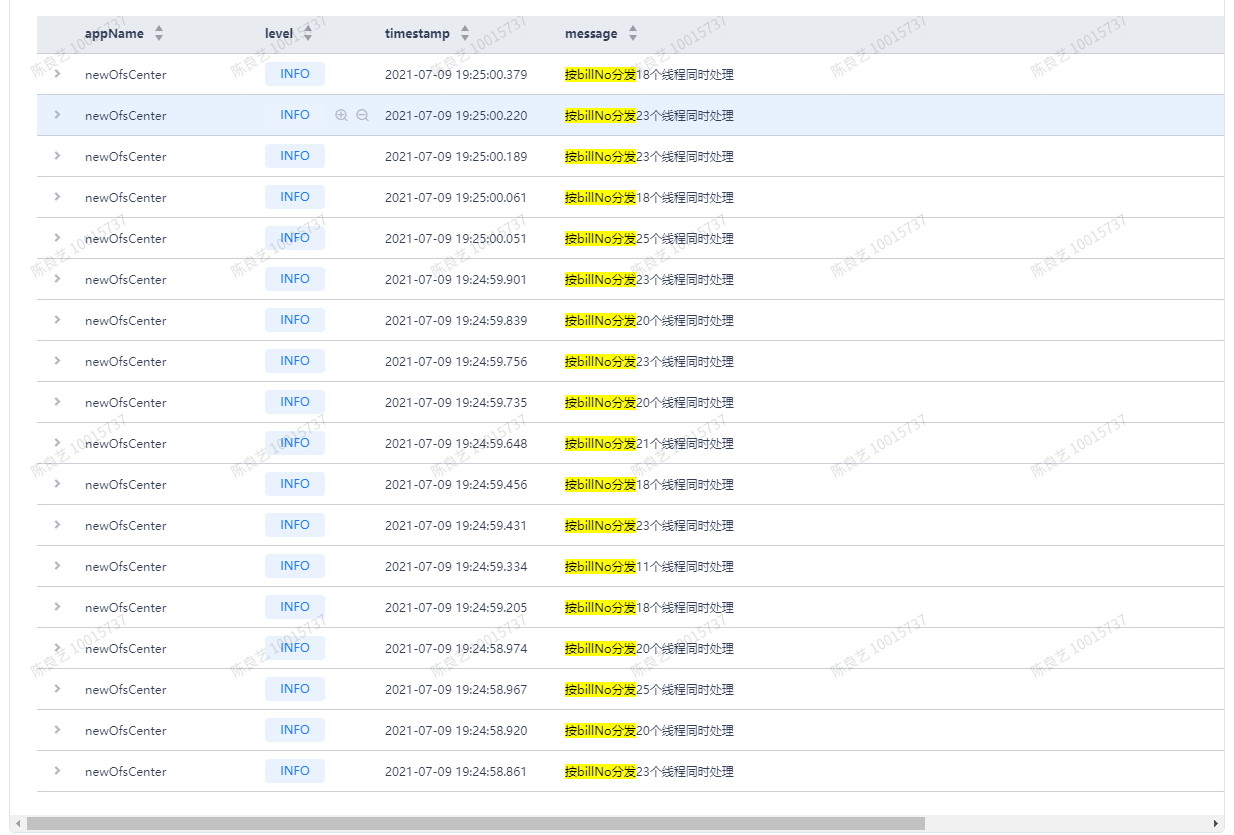 appName level timestamp message
newOfsCenter INFO 2021-07-09 19:25:00.379 按billNo分发18个线程同时处理
newOfsCenter INFO 2021-07-09 19:25:00.220 按billNo分发23个线程同时处理
newOfsCenter INFO 2021-07-09 19:25:00.189 按billNo分发23个线程同时处理
newOfsCenter INFO 2021-07-09 19:25:00.061 按billNo分发18个线程同时处理
newOfsCenter INFO 2021-07-09 19:25:00.051 按billNo分发25个线程同时处理
newOfsCenter INFO 2021-07-09 19:24:59.901 按billNo分发23个线程同时处理
newOfsCenter INFO 2021-07-09 19:24:59.839 按billNo分发20个线程同时处理
newOfsCenter INFO 2021-07-09 19:24:59.756 按billNo分发23个线程同时处理
newOfsCenter INFO 2021-07-09 19:24:59.735 按billNo分发20个线程同时处理
newOfsCenter INFO 2021-07-09 19:24:59.648 按billNo分发21个线程同时处理
newOfsCenter INFO 2021-07-09 19:24:59.456 按billNo分发18个线程同时处理
newOfsCenter INFO 2021-07-09 19:24:59.431 按billNo分发23个线程同时处理
newOfsCenter INFO 2021-07-09 19:24:59.334 按billNo分发11个线程同时处理
newOfsCenter INFO 2021-07-09 19:24:59.205 按billNo分发18个线程同时处理
newOfsCenter INFO 2021-07-09 19:24:58.974 按billNo分发20个线程同时处理
newOfsCenter INFO 2021-07-09 19:24:58.967 按billNo分发25个线程同时处理
newOfsCenter INFO 2021-07-09 19:24:58.920 按billNo分发20个线程同时处理
newOfsCenter INFO 2021-07-09 19:24:58.861 按billNo分发23个线程同时处理
陈良艺 10015737